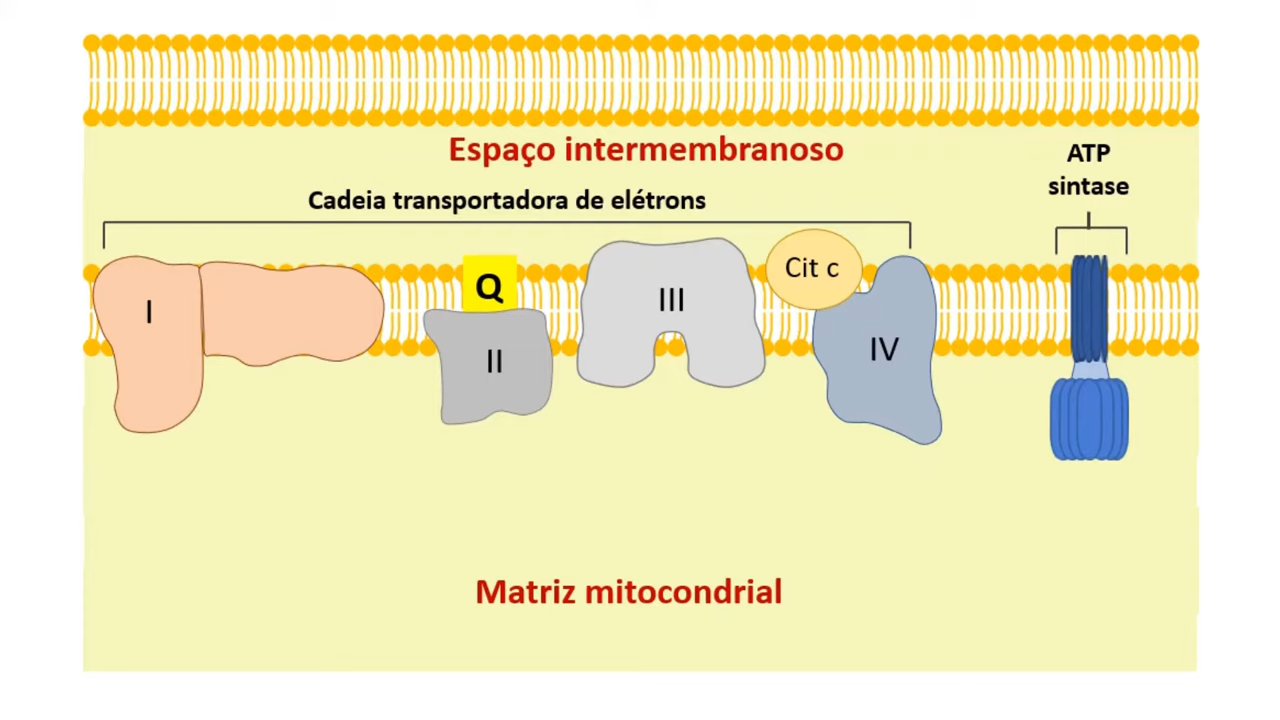 Espaço intermembranoso
ATP
sintase
Cadeia transportadora de elétrons
I
Q
II
III
Cit c
IV
Matriz mitocondrial